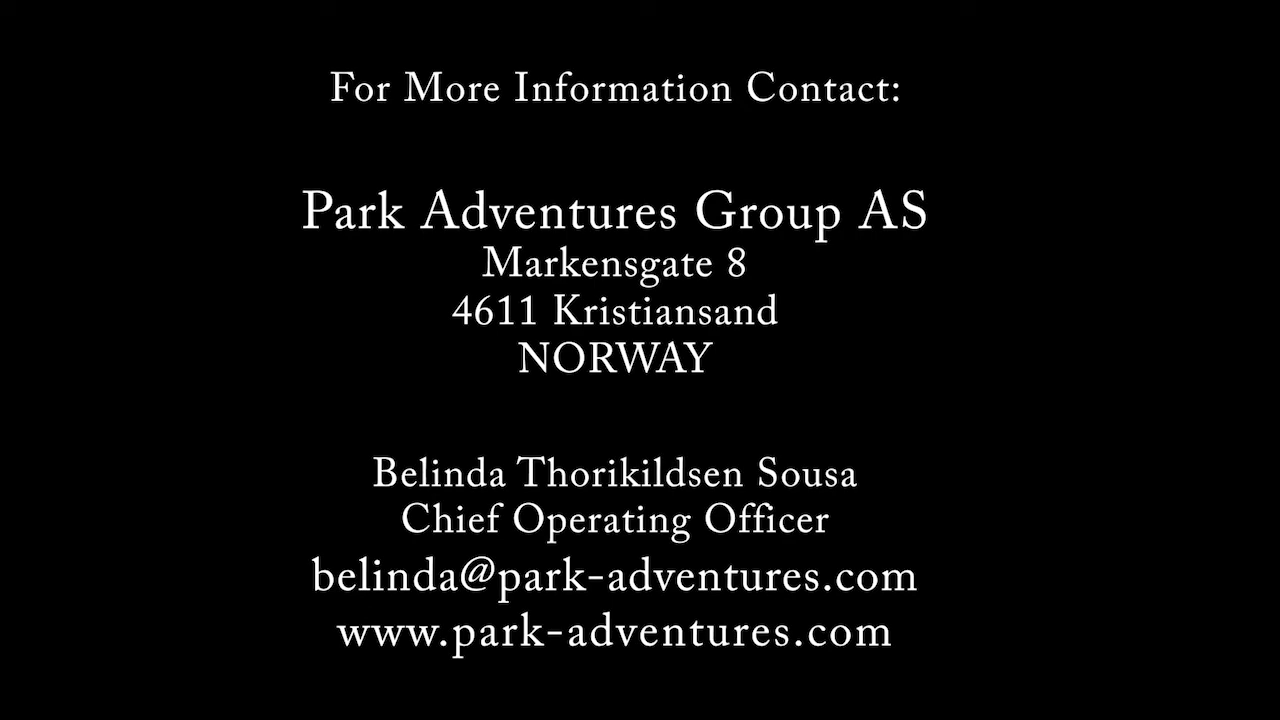 For More Information Contact:
Park Adventures Group AS
Markensgate 8
4611 Kristiansand
NORWAY
Belinda Thorikildsen Sousa
Chief Operating Officer
belinda@park-adventures.com
www.park-adventures.com